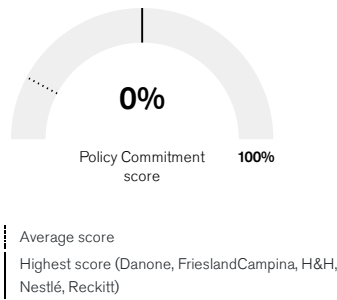 0%
Policy Commitment
score
100%
Average score
Highest score (Danone, FrieslandCampina, H&H,
Nestlé, Reckitt)